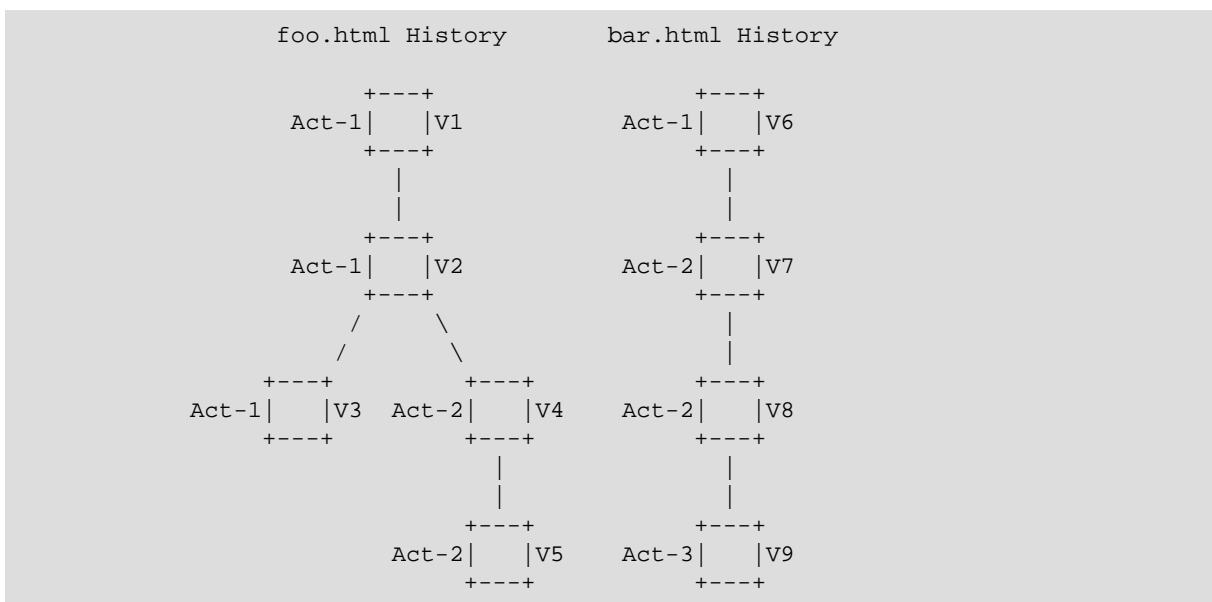 foo.html History       bar.html History

       +---+                   +---+
  Act-1|   |V1            Act-1|   |V6
       +---+                   +---+
         |                       |
         |                       |
       +---+                   +---+
  Act-1|   |V2            Act-2|   |V7
       +---+                   +---+
      /     \                    |
     /       \                   |
+---+         +---+            +---+
Act-1|   |V3  Act-2|   |V4    Act-2|   |V8
+---+         +---+            +---+
                |                |
                |                |
              +---+            +---+
         Act-2|   |V5     Act-3|   |V9
              +---+            +---+